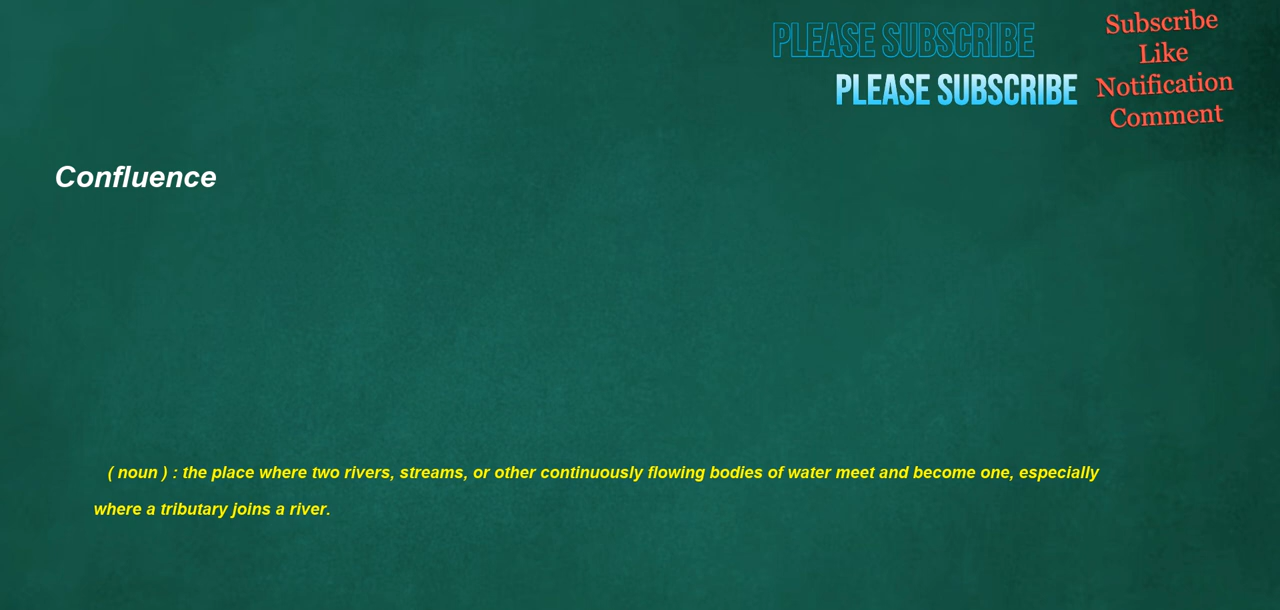 PLEASE SUBSCRIBE
PLEASE SUBSCRIBE
Subscribe
Like
Notification
Comment
Confluence
( noun ) : the place where two rivers, streams, or other continuously flowing bodies of water meet and become one, especially
where a tributary joins a river.